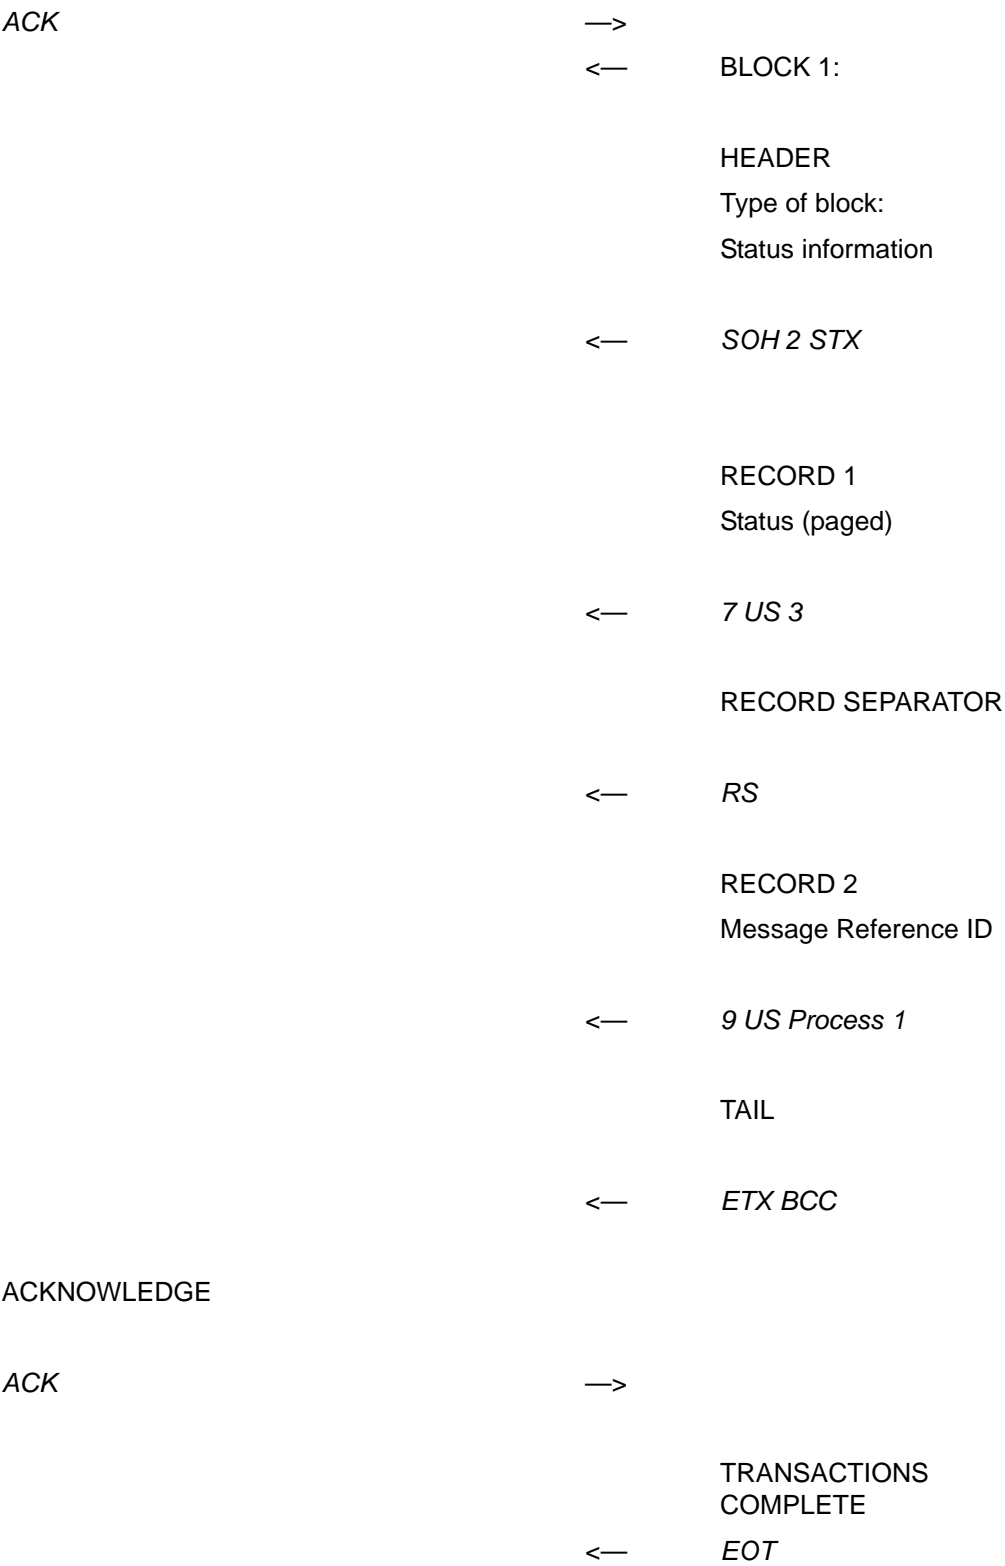 ACK —>
<— BLOCK 1:
HEADER
Type of block:
Status information
<— SOH 2 STX
RECORD 1
Status (paged)
<— 7 US 3
RECORD SEPARATOR
<— RS
RECORD 2
Message Reference ID
<— 9 US Process 1
TAIL
<— ETX BCC
ACKNOWLEDGE
ACK —>
TRANSACTIONS
COMPLETE
<— EOT